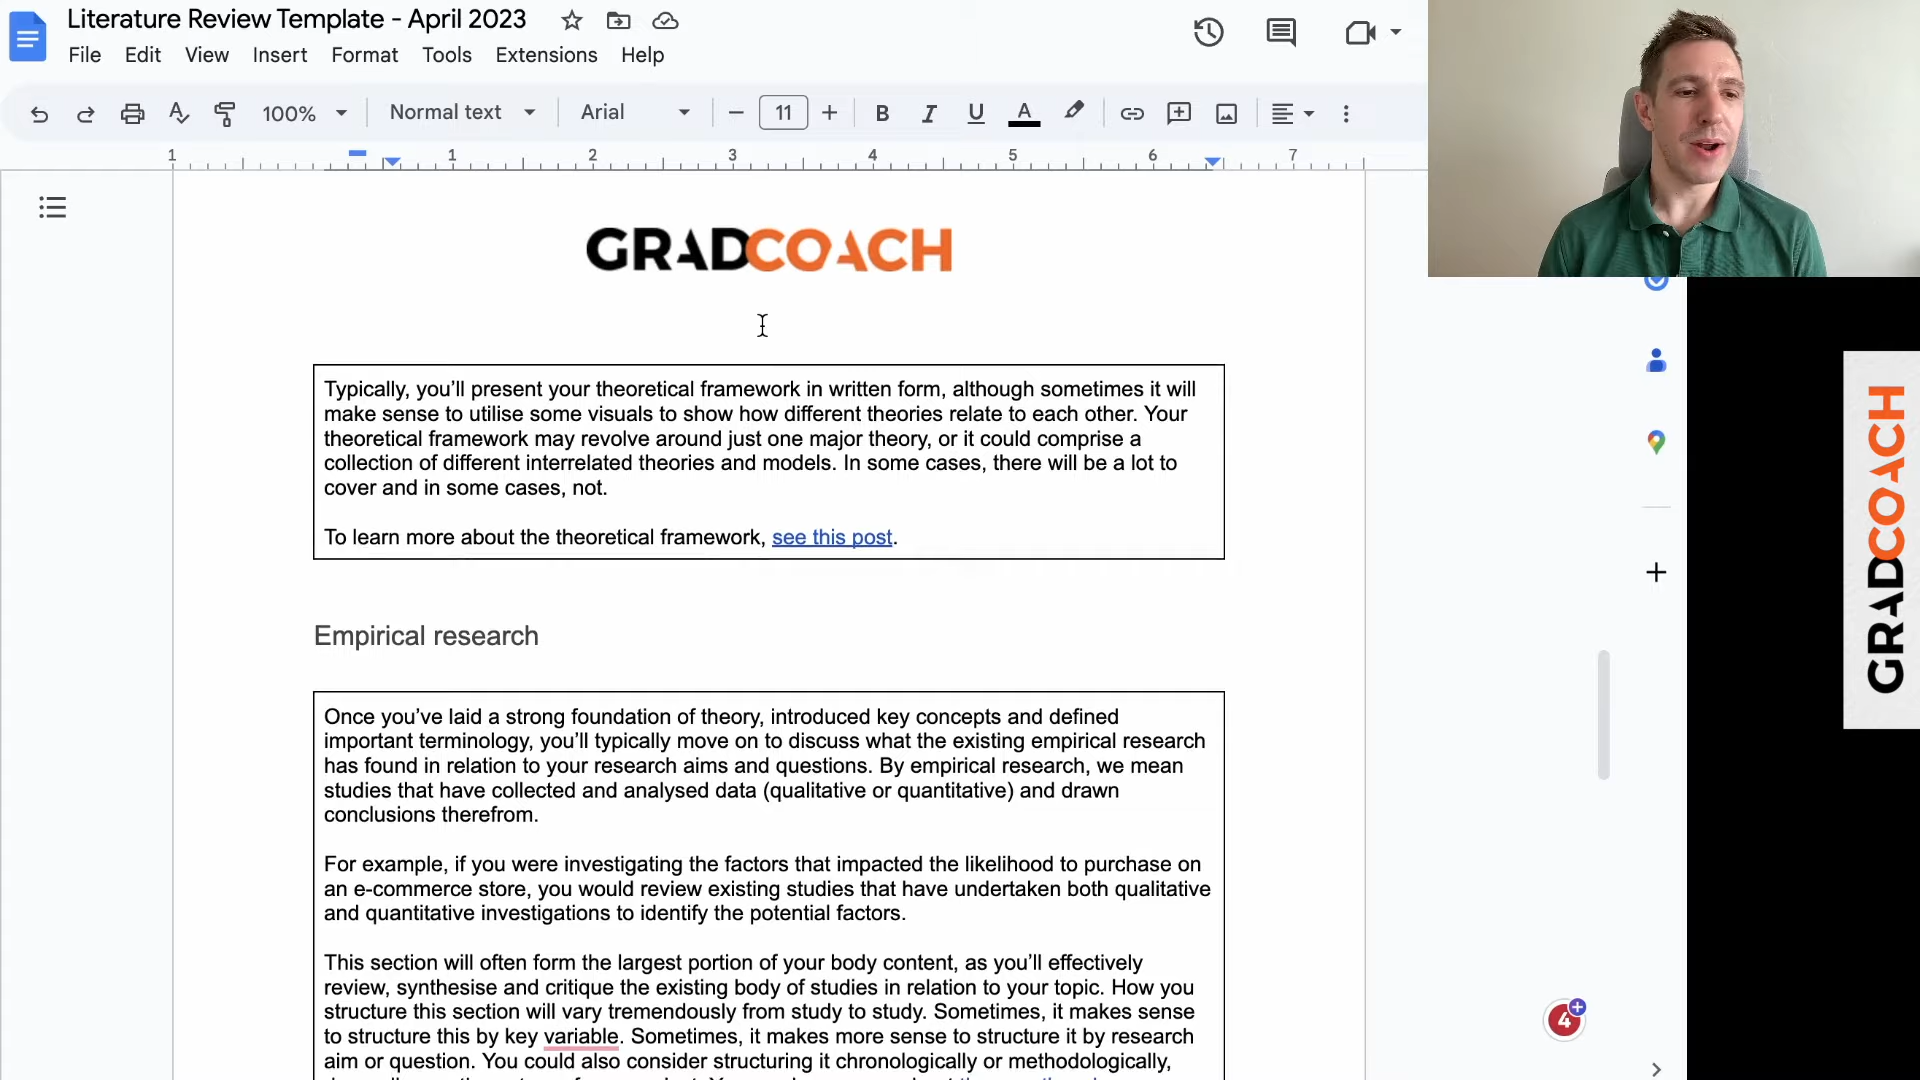 Literature Review Template - April 2023
File Edit View Insert Format Tools Extensions Help
100% Normal text Arial 11 B I U A
1 1 2 3 4 5 6 7
GRADCOACH
Typically, you’ll present your theoretical framework in written form, although sometimes it will
make sense to utilise some visuals to show how different theories relate to each other. Your
theoretical framework may revolve around just one major theory, or it could comprise a
collection of different interrelated theories and models. In some cases, there will be a lot to
cover and in some cases, not.
To learn more about the theoretical framework, see this post.
Empirical research
Once you’ve laid a strong foundation of theory, introduced key concepts and defined
important terminology, you’ll typically move on to discuss what the existing empirical research
has found in relation to your research aims and questions. By empirical research, we mean
studies that have collected and analysed data (qualitative or quantitative) and drawn
conclusions therefrom.
For example, if you were investigating the factors that impacted the likelihood to purchase on
an e-commerce store, you would review existing studies that have undertaken both qualitative
and quantitative investigations to identify the potential factors.
This section will often form the largest portion of your body content, as you’ll effectively
review, synthesise and critique the existing body of studies in relation to your topic. How you
structure this section will vary tremendously from study to study. Sometimes, it makes sense
to structure this by key variable. Sometimes, it makes more sense to structure it by research
aim or question. You could also consider structuring it chronologically or methodologically,
4
GRADCOACH